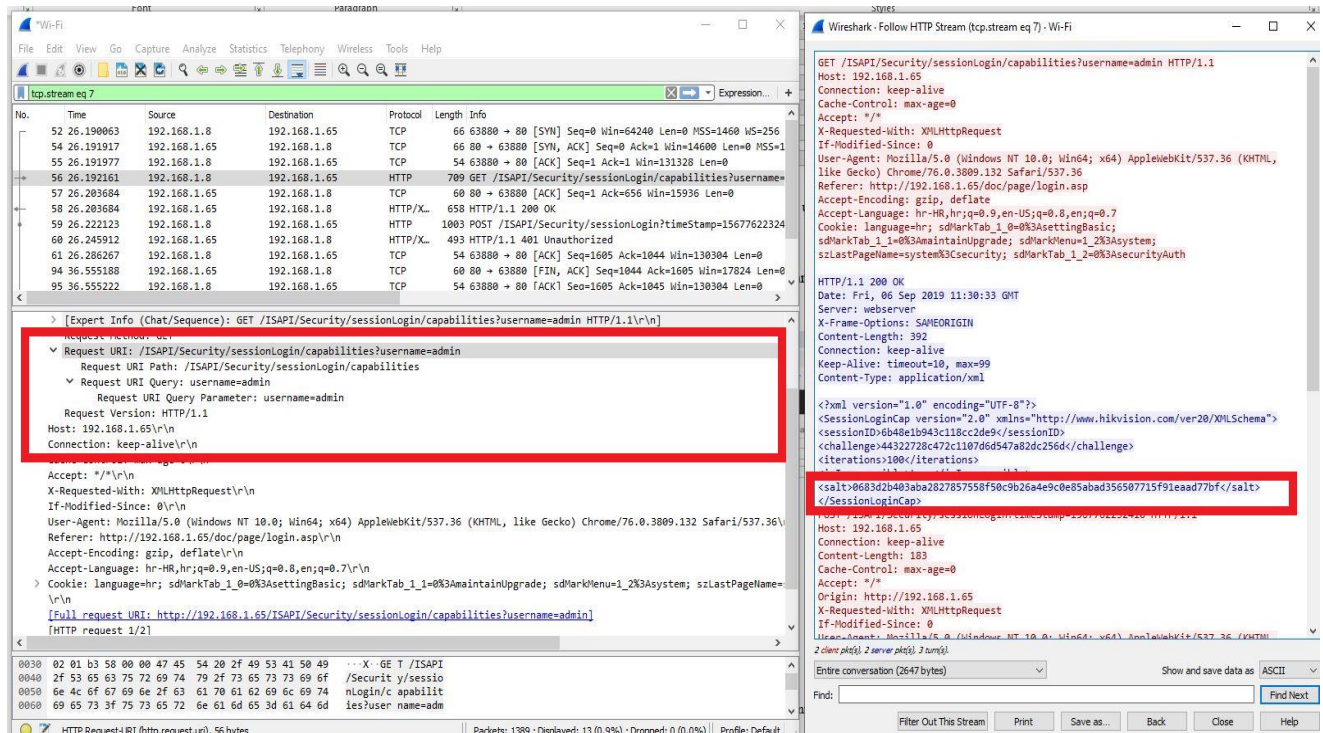 Font
Paragraph
Styles
*Wi-Fi
File Edit View Go Capture Analyze Statistics Telephony Wireless Tools Help
tcp.stream eq 7
Expression... +
No. Time Source Destination Protocol Length Info
52 26.190063 192.168.1.8 192.168.1.65 TCP 66 63880 → 80 [SYN] Seq=0 Win=64240 Len=0 MSS=1460 WS=256
54 26.191917 192.168.1.65 192.168.1.8 TCP 66 80 → 63880 [SYN, ACK] Seq=0 Ack=1 Win=14600 Len=0 MSS=1
55 26.191977 192.168.1.8 192.168.1.65 TCP 54 63880 → 80 [ACK] Seq=1 Ack=1 Win=131328 Len=0
56 26.192161 192.168.1.8 192.168.1.65 HTTP 709 GET /ISAPI/Security/sessionLogin/capabilities?username=
57 26.203684 192.168.1.65 192.168.1.8 TCP 60 80 → 63880 [ACK] Seq=1 Ack=656 Win=15936 Len=0
58 26.203684 192.168.1.65 192.168.1.8 HTTP/X… 658 HTTP/1.1 200 OK
59 26.222123 192.168.1.8 192.168.1.65 HTTP 1003 POST /ISAPI/Security/sessionLogin?timeStamp=15677622324
60 26.245912 192.168.1.65 192.168.1.8 HTTP/X… 493 HTTP/1.1 401 Unauthorized
61 26.286267 192.168.1.8 192.168.1.65 TCP 54 63880 → 80 [ACK] Seq=1605 Ack=1044 Win=130304 Len=0
94 36.555188 192.168.1.65 192.168.1.8 TCP 60 80 → 63880 [FIN, ACK] Seq=1044 Ack=1605 Win=17824 Len=0
95 36.555222 192.168.1.8 192.168.1.65 TCP 54 63880 → 80 [ACK] Seq=1605 Ack=1045 Win=130304 Len=0
[Expert Info (Chat/Sequence): GET /ISAPI/Security/sessionLogin/capabilities?username=admin HTTP/1.1\r\n]
Request Method: GET
Request URI: /ISAPI/Security/sessionLogin/capabilities?username=admin
Request URI Path: /ISAPI/Security/sessionLogin/capabilities
Request URI Query: username=admin
Request URI Query Parameter: username=admin
Request Version: HTTP/1.1
Host: 192.168.1.65\r\n
Connection: keep-alive\r\n
Cache-Control: max-age=0\r\n
Accept: */*\r\n
X-Requested-With: XMLHttpRequest\r\n
If-Modified-Since: 0\r\n
User-Agent: Mozilla/5.0 (Windows NT 10.0; Win64; x64) AppleWebKit/537.36 (KHTML, like Gecko) Chrome/76.0.3809.132 Safari/537.36\
Referer: http://192.168.1.65/doc/page/login.asp\r\n
Accept-Encoding: gzip, deflate\r\n
Accept-Language: hr-HR,hr;q=0.9,en-US;q=0.8,en;q=0.7\r\n
Cookie: language=hr; sdMarkTab_1_0=0%3AsettingBasic; sdMarkTab_1_1=0%3AmaintainUpgrade; sdMarkMenu=1_2%3Asystem; szLastPageName=
\r\n
[Full request URI: http://192.168.1.65/ISAPI/Security/sessionLogin/capabilities?username=admin]
[HTTP request 1/2]
0030 02 01 b3 58 00 00 47 45 54 20 2f 49 53 41 50 49 ···X··GE T /ISAPI
0040 2f 53 65 63 75 72 69 74 79 2f 73 65 73 73 69 6f /Securit y/sessio
0050 6e 4c 6f 67 69 6e 2f 63 61 70 61 62 69 6c 69 74 nLogin/c apabilit
0060 69 65 73 3f 75 73 65 72 6e 61 6d 65 3d 61 64 6d ies?user name=adm
HTTP Request-URI (http.request.uri), 56 bytes
Packets: 1389 · Displayed: 13 (0.9%) · Dropped: 0 (0.0%) Profile: Default
Wireshark · Follow HTTP Stream (tcp.stream eq 7) · Wi-Fi
GET /ISAPI/Security/sessionLogin/capabilities?username=admin HTTP/1.1
Host: 192.168.1.65
Connection: keep-alive
Cache-Control: max-age=0
Accept: */*
X-Requested-With: XMLHttpRequest
If-Modified-Since: 0
User-Agent: Mozilla/5.0 (Windows NT 10.0; Win64; x64) AppleWebKit/537.36 (KHTML,
like Gecko) Chrome/76.0.3809.132 Safari/537.36
Referer: http://192.168.1.65/doc/page/login.asp
Accept-Encoding: gzip, deflate
Accept-Language: hr-HR,hr;q=0.9,en-US;q=0.8,en;q=0.7
Cookie: language=hr; sdMarkTab_1_0=0%3AsettingBasic;
sdMarkTab_1_1=0%3AmaintainUpgrade; sdMarkMenu=1_2%3Asystem;
szLastPageName=system%3Csecurity; sdMarkTab_1_2=0%3AsecurityAuth
HTTP/1.1 200 OK
Date: Fri, 06 Sep 2019 11:30:33 GMT
Server: webserver
X-Frame-Options: SAMEORIGIN
Content-Length: 392
Connection: keep-alive
Keep-Alive: timeout=10, max=99
Content-Type: application/xml
<?xml version="1.0" encoding="UTF-8"?>
<SessionLoginCap version="2.0" xmlns="http://www.hikvision.com/ver20/XMLSchema">
<sessionID>6b48e1b943c118cc2de9</sessionID>
<challenge>44322728c472c1107d6d547a82dc256d</challenge>
<iterations>100</iterations>
<salt>0683d2b403aba2827857558f50c9b26a4e9c0e85abad356507715f91eaad77bf</salt>
</SessionLoginCap>
POST /ISAPI/Security/sessionLogin?timeStamp=1567762232416 HTTP/1.1
Host: 192.168.1.65
Connection: keep-alive
Content-Length: 183
Cache-Control: max-age=0
Accept: */*
Origin: http://192.168.1.65
X-Requested-With: XMLHttpRequest
If-Modified-Since: 0
User-Agent: Mozilla/5.0 (Windows NT 10.0; Win64; x64) AppleWebKit/537.36 (KHTML,
2 client pkt(s), 2 server pkt(s), 3 turn(s).
Entire conversation (2647 bytes)
Show and save data as ASCII
Find:
Find Next
Filter Out This Stream Print Save as... Back Close Help